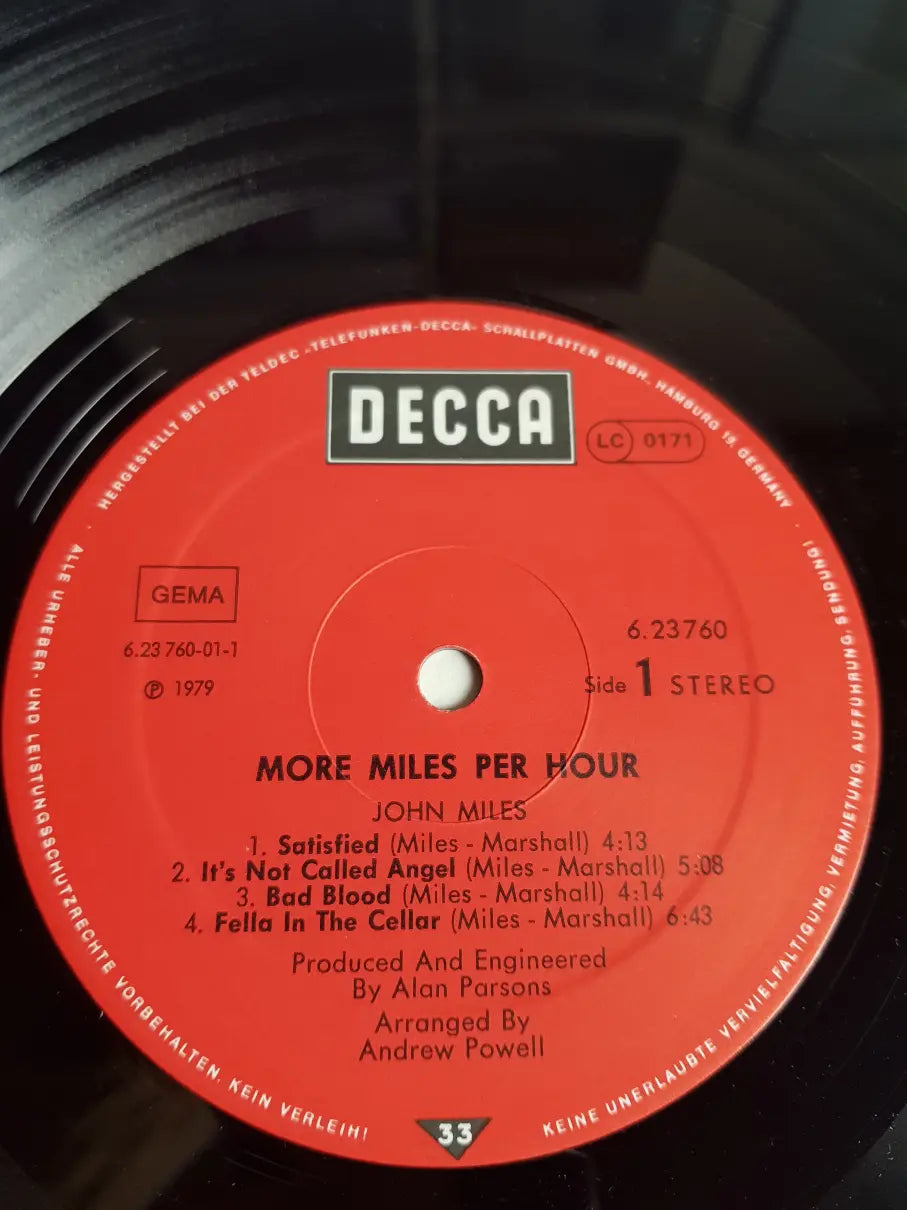 HERGESTELLT BEI DER TELDEC »TELEFUNKEN-DECCA« SCHALLPLATTEN GMBH., HAMBURG 19, GERMANY ·
DECCA
LC 0171
GEMA
6.23 760-01-1
℗ 1979
6.23760
Side 1 STEREO
MORE MILES PER HOUR
JOHN MILES
1. Satisfied (Miles - Marshall) 4:13
2. It's Not Called Angel (Miles - Marshall) 5:08
3. Bad Blood (Miles - Marshall) 4:14
4. Fella In The Cellar (Miles - Marshall) 6:43
Produced And Engineered
By Alan Parsons
Arranged By
Andrew Powell
· ALLE URHEBER- UND LEISTUNGSSCHUTZRECHTE VORBEHALTEN. KEIN VERLEIH!
KEINE UNERLAUBTE VERVIELFÄLTIGUNG, VERMIETUNG, AUFFÜHRUNG, SENDUNG!
33